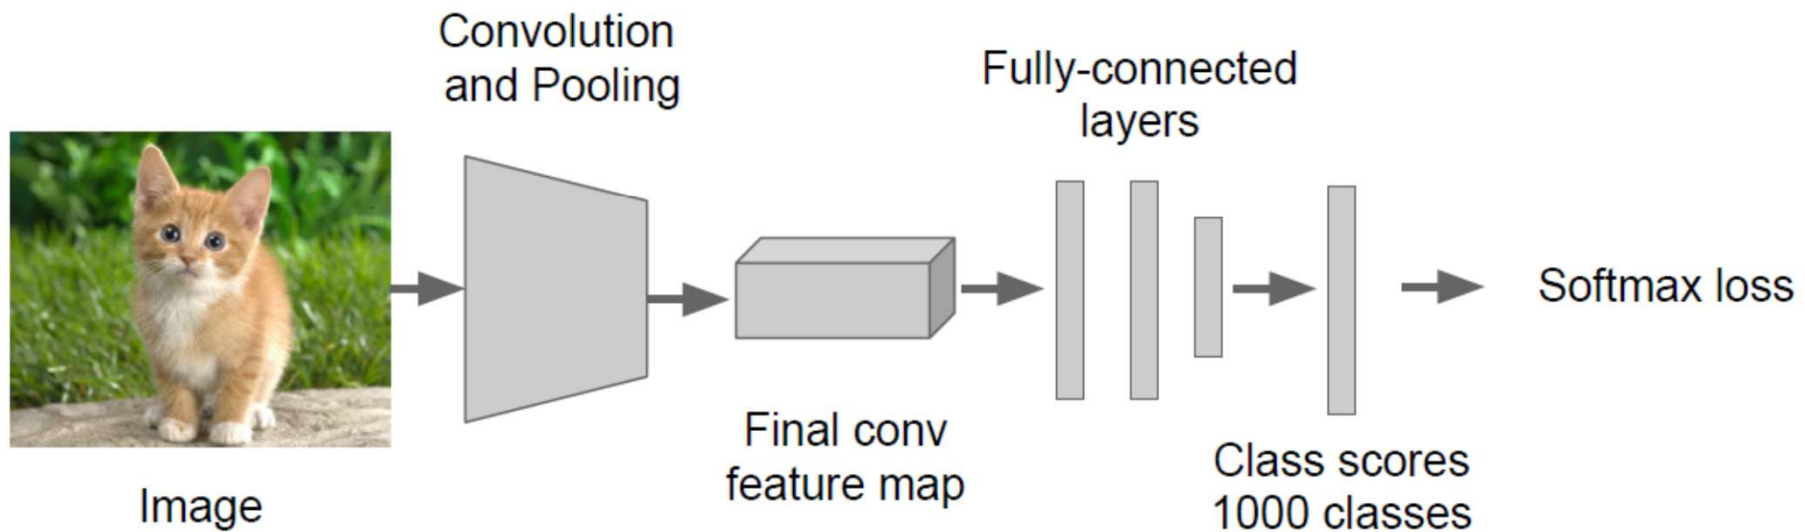 Convolution
and Pooling
Fully-connected
layers
Softmax loss
Final conv
feature map
Class scores
1000 classes
Image